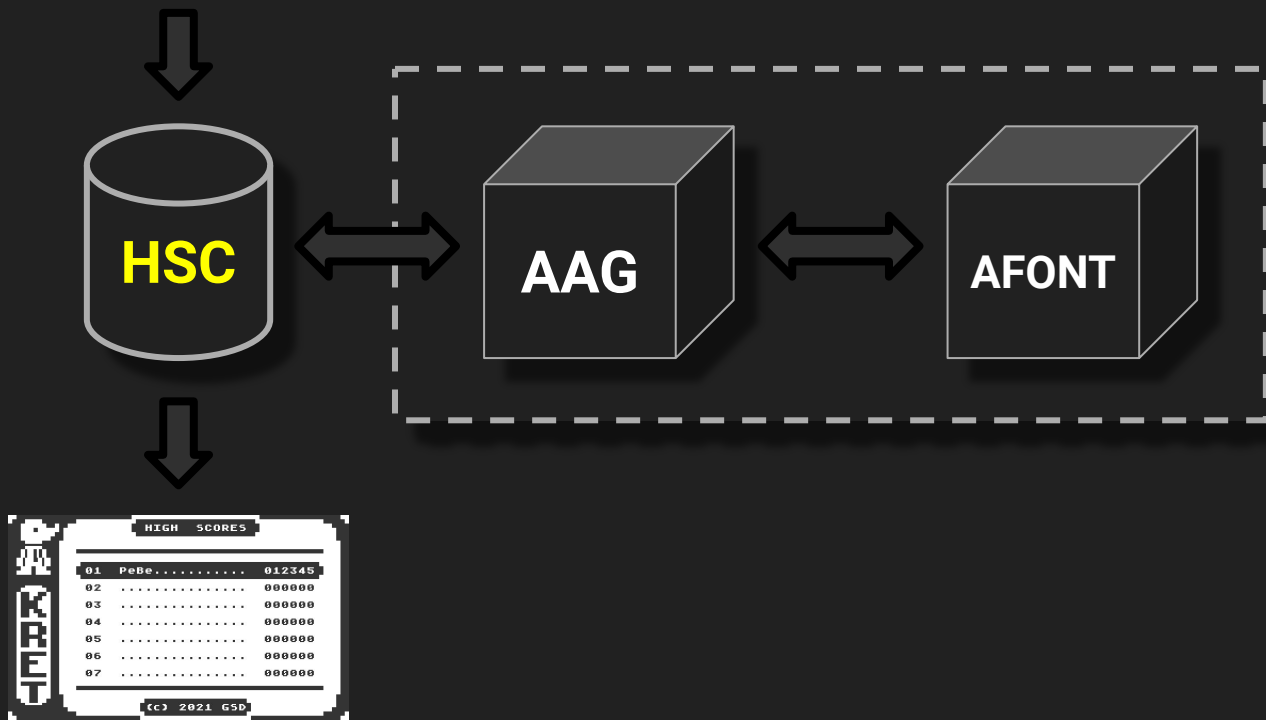 HSC
AAG
AFONT
HIGH SCORES
01 PeBe........... 012345
02 ............... 000000
03 ............... 000000
04 ............... 000000
05 ............... 000000
06 ............... 000000
07 ............... 000000
KRET
(c) 2021 GSD